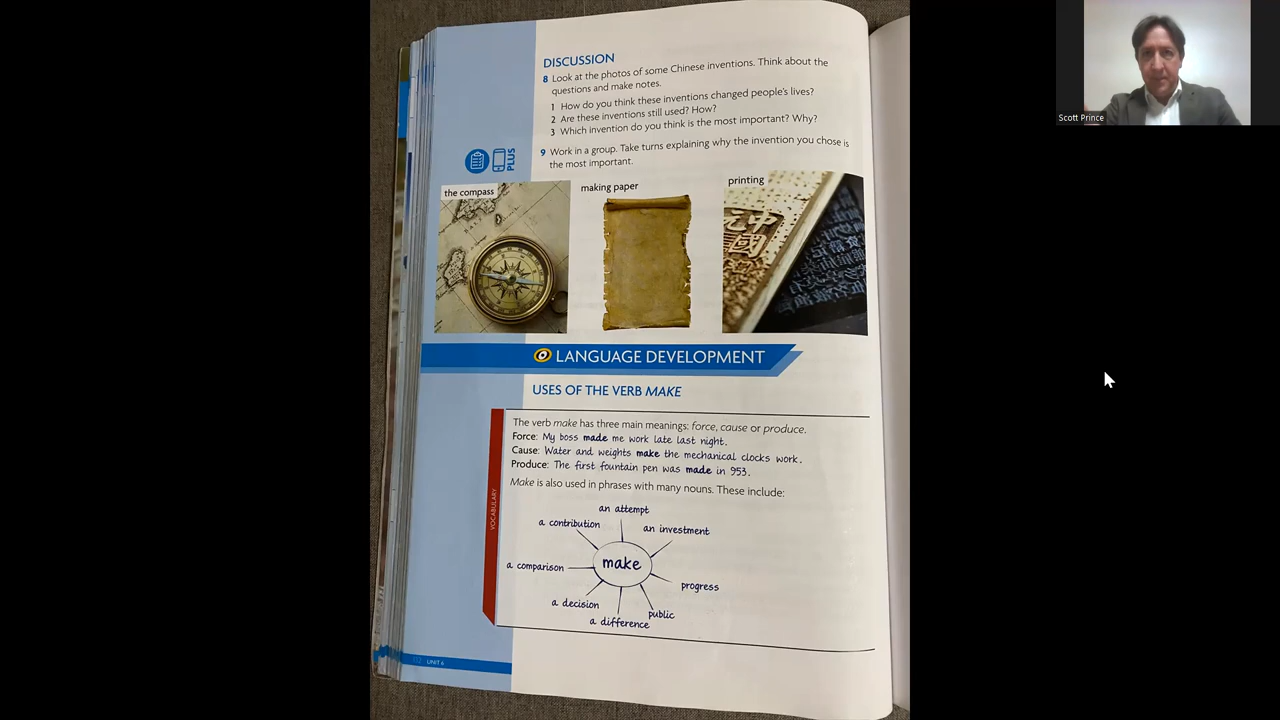 DISCUSSION
8 Look at the photos of some Chinese inventions. Think about the
questions and make notes.
1 How do you think these inventions changed people's lives?
2 Are these inventions still used? How?
3 Which invention do you think is the most important? Why?
9 Work in a group. Take turns explaining why the invention you chose is
the most important.
PLUS
the compass
making paper
printing
中
元
國
LANGUAGE DEVELOPMENT
USES OF THE VERB MAKE
VOCABULARY
The verb make has three main meanings: force, cause or produce.
Force: My boss made me work late last night.
Cause: Water and weights make the mechanical clocks work.
Produce: The first fountain pen was made in 953.
Make is also used in phrases with many nouns. These include:
an attempt
a contribution
an investment
make
a comparison
progress
a decision
public
a difference
UNIT 6
Scott Prince